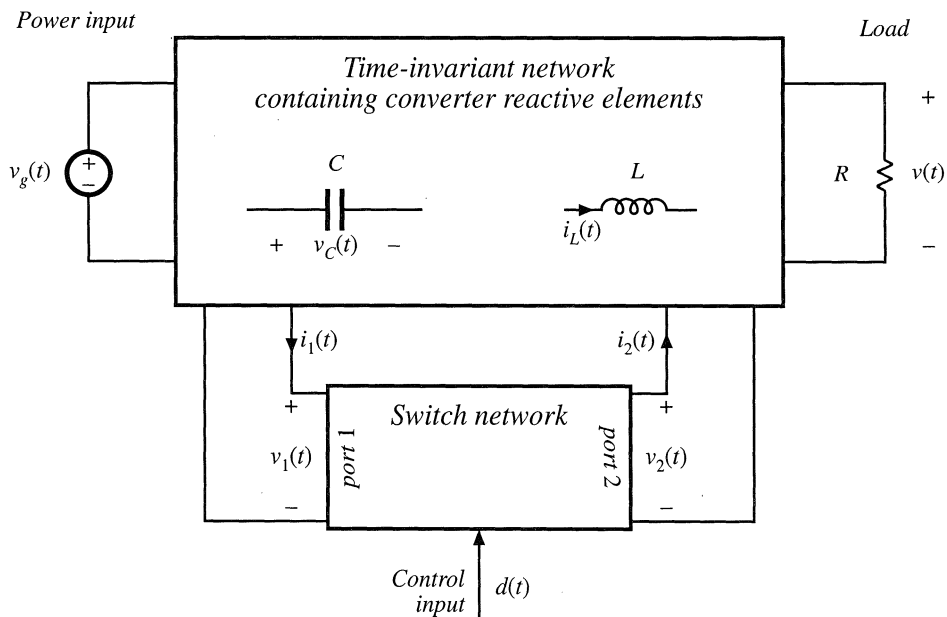 Power input
Load
Time-invariant network
containing converter reactive elements
C
L
+
v_g(t)
+
−
R
v(t)
+ v_C(t) −
i_L(t)
−
i_1(t)
i_2(t)
+
Switch network
+
v_1(t)
port 1
port 2
v_2(t)
−
−
Control
input
d(t)